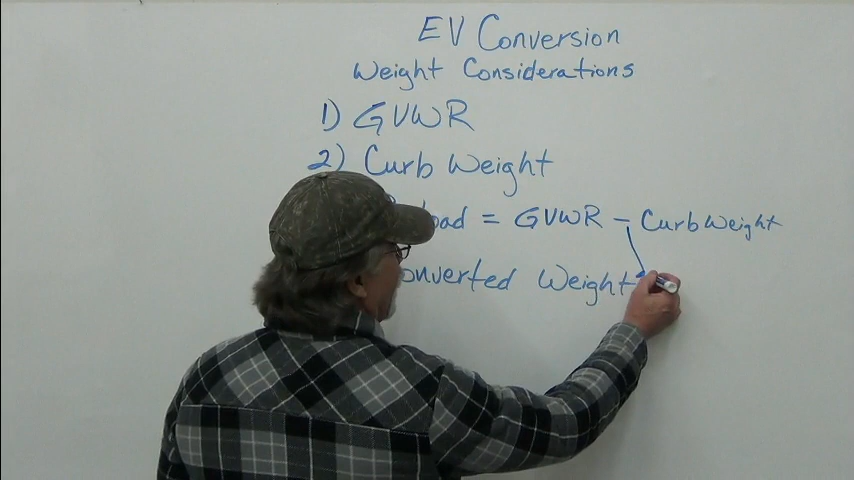 EV Conversion
Weight Considerations
1) GVWR
2) Curb Weight
oad = GVWR - Curb Weight
onverted Weight